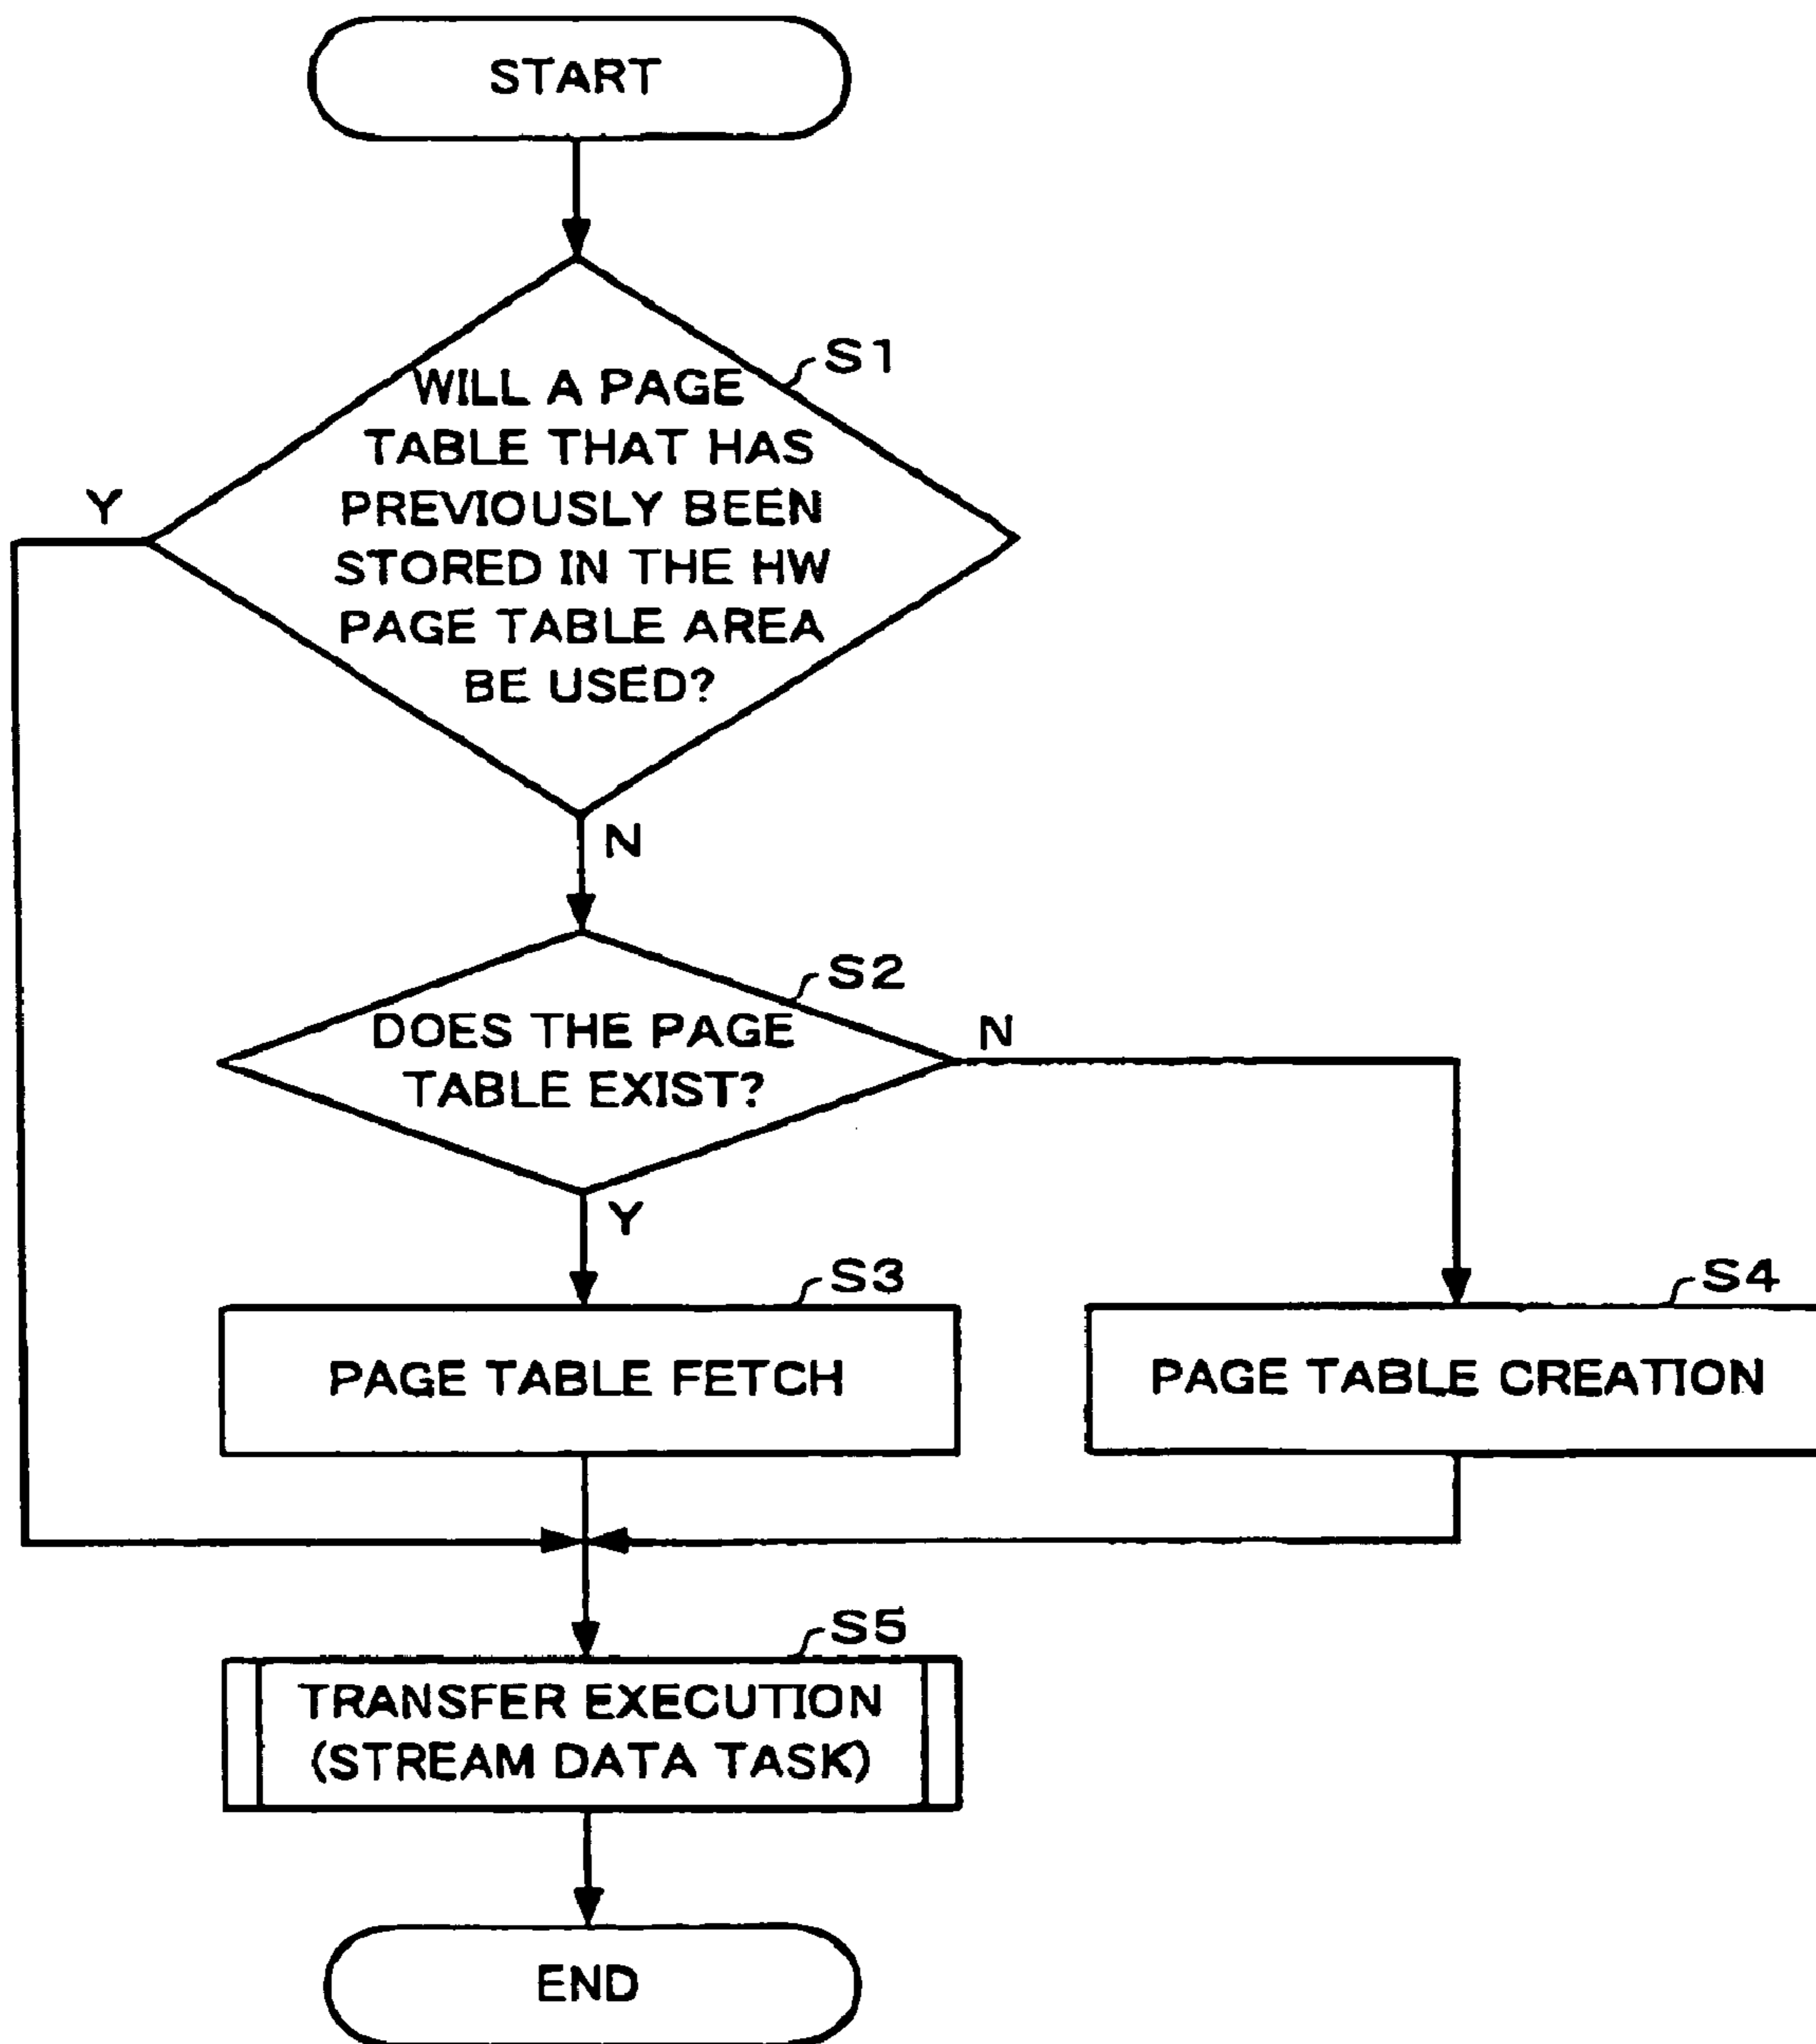 START
S1
WILL A PAGE
TABLE THAT HAS
PREVIOUSLY BEEN
STORED IN THE HW
PAGE TABLE AREA
BE USED?
Y
N
S2
DOES THE PAGE
TABLE EXIST?
N
Y
S3
PAGE TABLE FETCH
S4
PAGE TABLE CREATION
S5
TRANSFER EXECUTION
(STREAM DATA TASK)
END